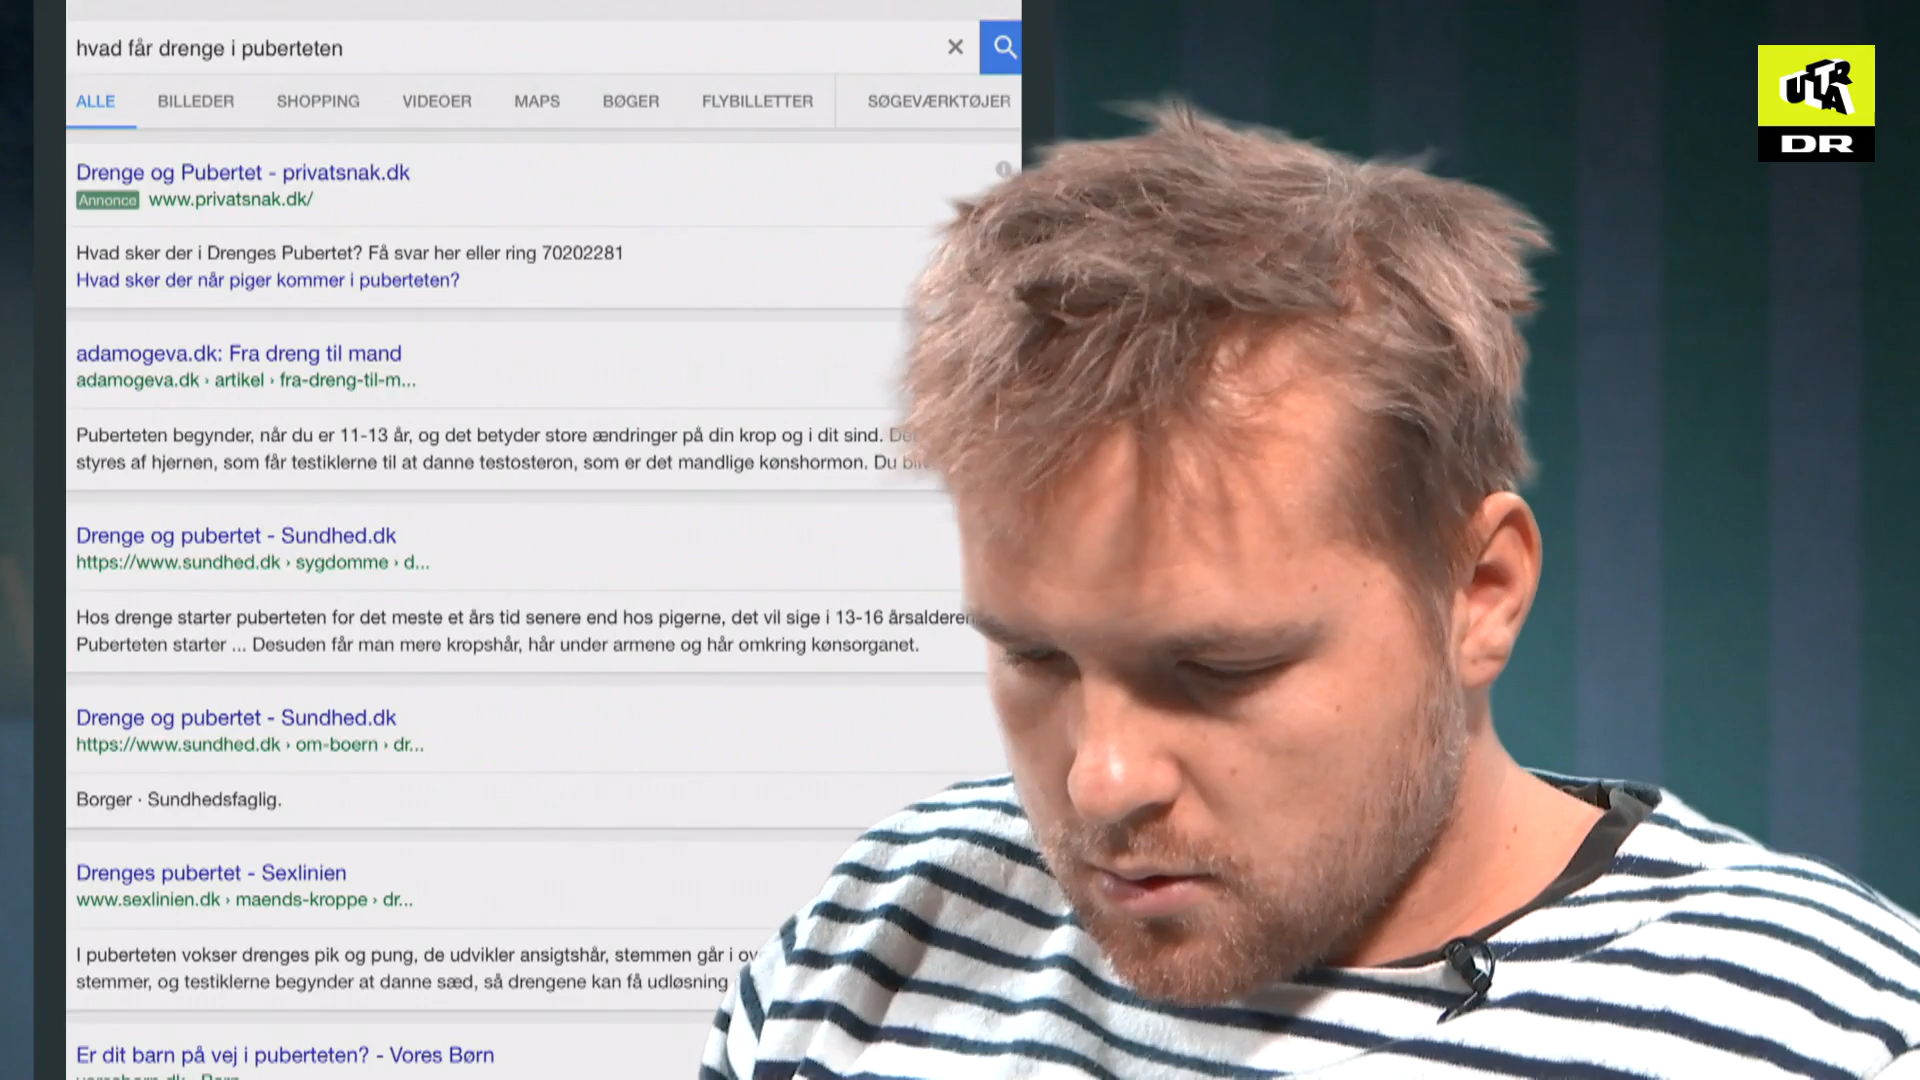 hvad får drenge i puberteten
ALLE BILLEDER SHOPPING VIDEOER MAPS BØGER FLYBILLETTER SØGEVÆRKTØJER
Drenge og Pubertet - privatsnak.dk
Annonce www.privatsnak.dk/
Hvad sker der i Drenges Pubertet? Få svar her eller ring 70202281
Hvad sker der når piger kommer i puberteten?
adamogeva.dk: Fra dreng til mand
adamogeva.dk › artikel › fra-dreng-til-m...
Puberteten begynder, når du er 11-13 år, og det betyder store ændringer på din krop og i dit sind.
styres af hjernen, som får testiklerne til at danne testosteron, som er det mandlige kønshormon. Du
Drenge og pubertet - Sundhed.dk
https://www.sundhed.dk › sygdomme › d...
Hos drenge starter puberteten for det meste et års tid senere end hos pigerne, det vil sige i 13-16 årsalderen
Puberteten starter ... Desuden får man mere kropshår, hår under armene og hår omkring kønsorganet.
Drenge og pubertet - Sundhed.dk
https://www.sundhed.dk › om-boern › dr...
Borger · Sundhedsfaglig.
Drenges pubertet - Sexlinien
www.sexlinien.dk › maends-kroppe › dr...
I puberteten vokser drenges pik og pung, de udvikler ansigtshår, stemmen går i ov
stemmer, og testiklerne begynder at danne sæd, så drengene kan få udløsning
Er dit barn på vej i puberteten? - Vores Børn
ULTRA
DR